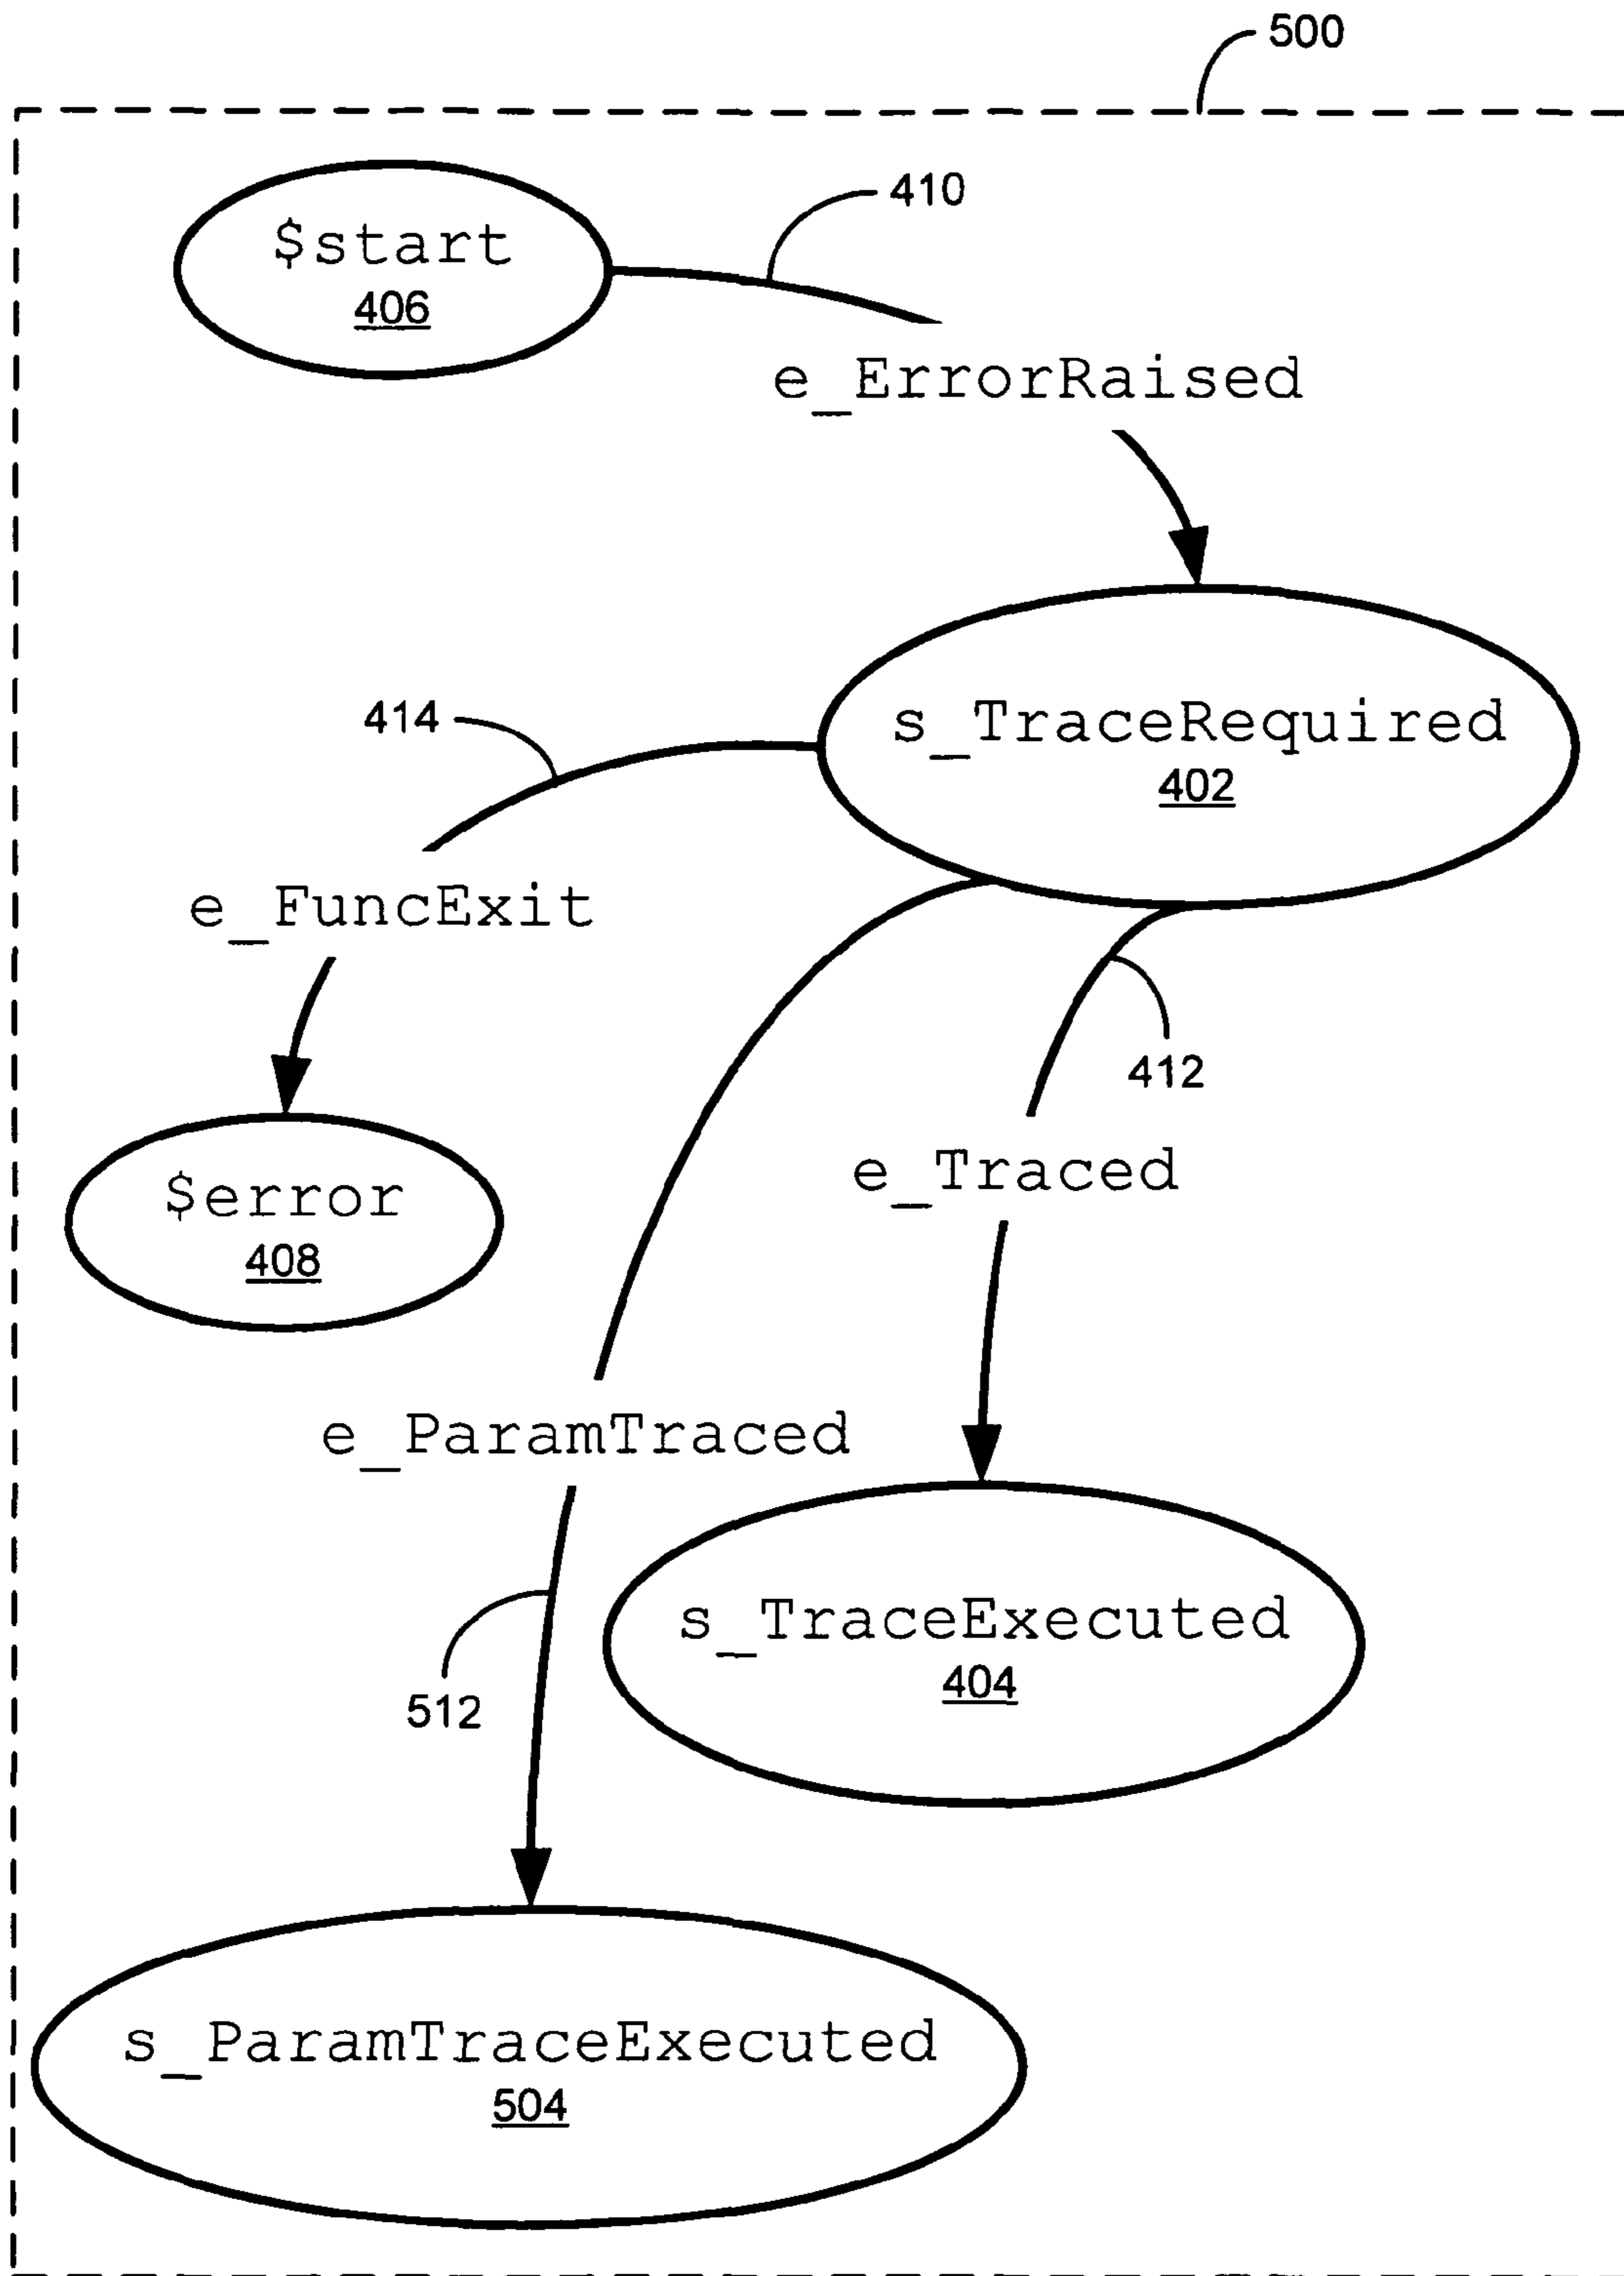 500
$start
406
410
e_ErrorRaised
s_TraceRequired
402
414
e_FuncExit
412
$error
408
e_Traced
e_ParamTraced
s_TraceExecuted
404
512
s_ParamTraceExecuted
504